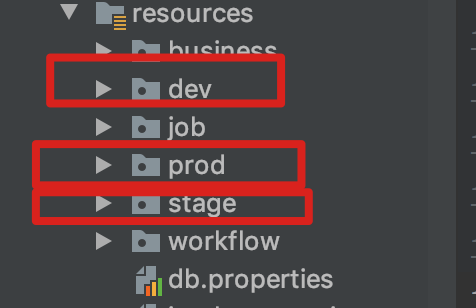 resources
business
dev
job
prod
stage
workflow
db.properties